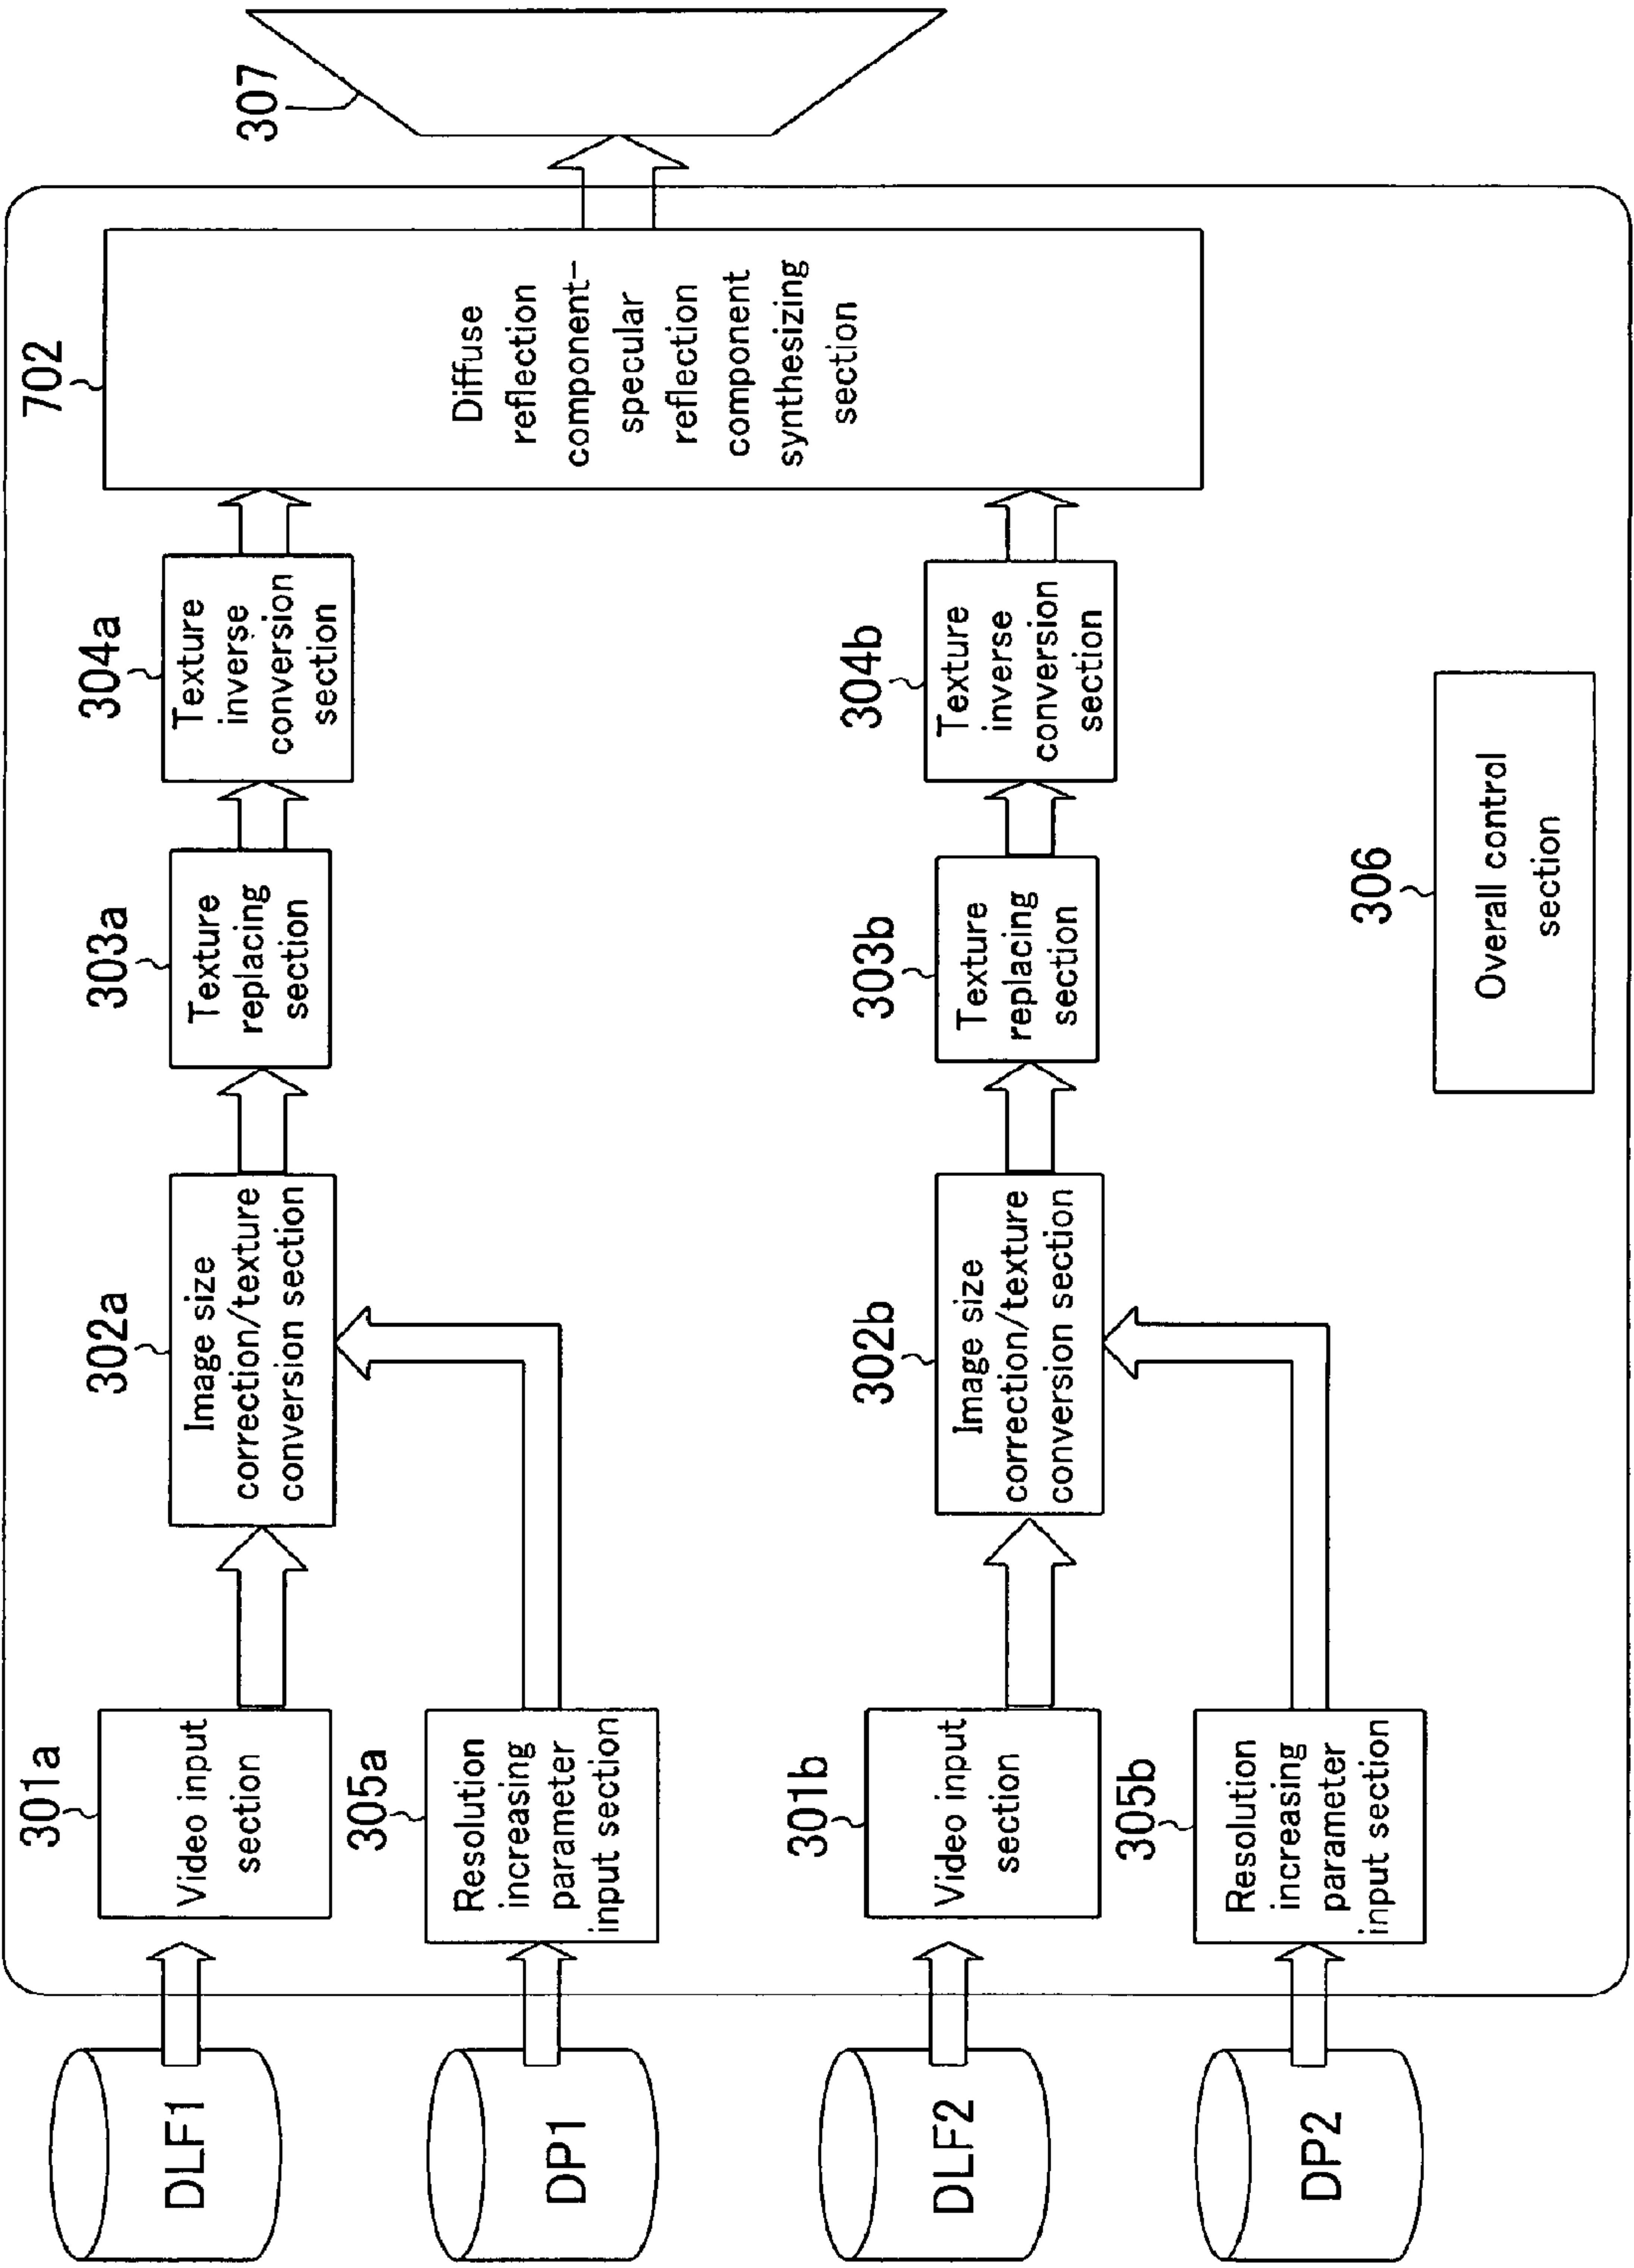 DLF1
301a
Video input
section
302a
Image size
correction/texture
conversion section
303a
Texture
replacing
section
304a
Texture
inverse
conversion
section
702
Diffuse
reflection
component–
specular
reflection
component
synthesizing
section
307
DP1
305a
Resolution
increasing
parameter
input section
DLF2
301b
Video input
section
302b
Image size
correction/texture
conversion section
303b
Texture
replacing
section
304b
Texture
inverse
conversion
section
DP2
305b
Resolution
increasing
parameter
input section
306
Overall control
section